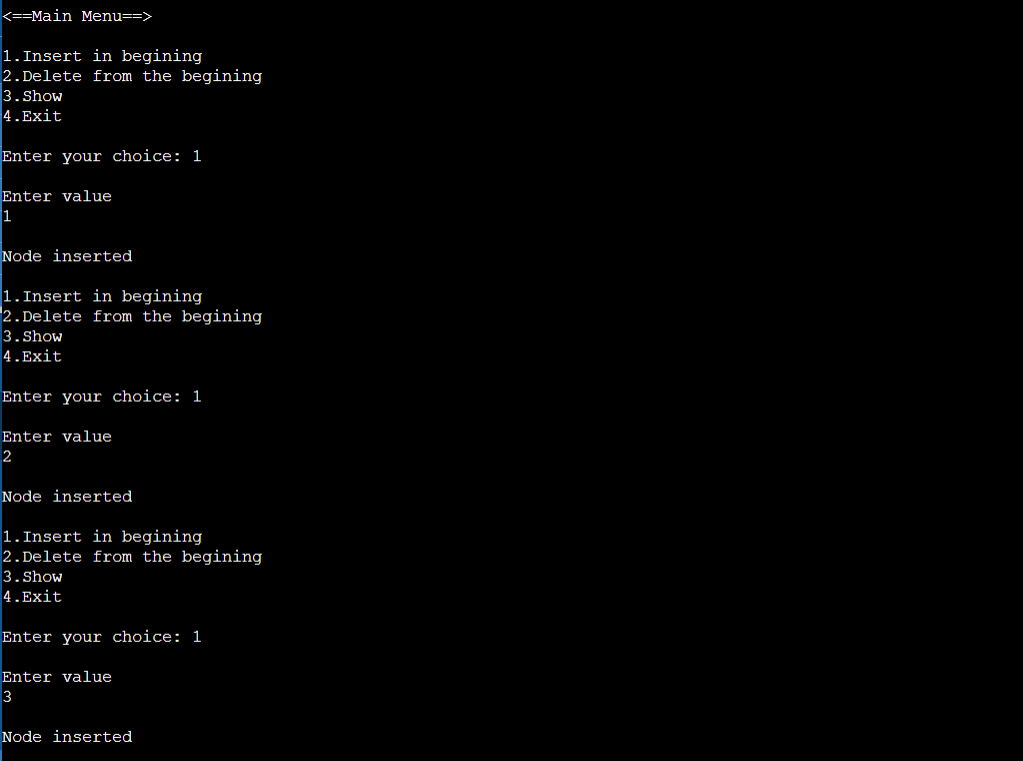 <==Main Menu==>
1.Insert in begining
2.Delete from the begining
3.Show
4.Exit
Enter your choice: 1
Enter value
1
Node inserted
1.Insert in begining
2.Delete from the begining
3.Show
4.Exit
Enter your choice: 1
Enter value
2
Node inserted
1.Insert in begining
2.Delete from the begining
3.Show
4.Exit
Enter your choice: 1
Enter value
3
Node inserted